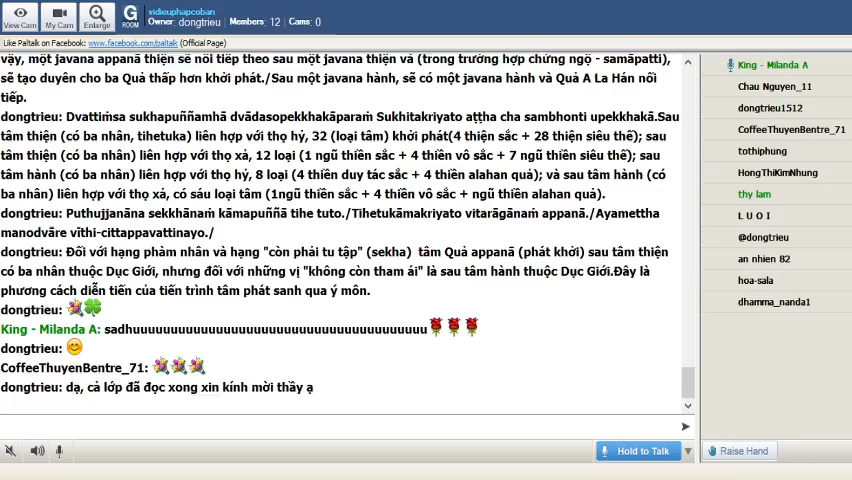 vidieuphapcoban
Owner: dongtrieu Members: 12 Cams: 0
View Cam My Cam Enlarge G ROOM
Like Paltalk on Facebook: www.facebook.com/paltalk (Official Page)
vậy, một javana appanā thiện sẽ nối tiếp theo sau một javana thiện và (trong trường hợp chứng ngộ - samāpatti),
sẽ tạo duyên cho ba Quả thấp hơn khởi phát./Sau một javana hành, sẽ có một javana hành và Quả A La Hán nối
tiếp.
dongtrieu: Dvattiṁsa sukhapuññamhā dvādasopekkhakāparaṁ Sukhitakriyato aṭṭha cha sambhonti upekkhakā.Sau
tâm thiện (có ba nhân, tihetuka) liên hợp với thọ hỷ, 32 (loại tâm) khởi phát(4 thiện sắc + 28 thiện siêu thế); sau
tâm thiện (có ba nhân) liên hợp với thọ xả, 12 loại (1 ngũ thiền sắc + 4 thiền vô sắc + 7 ngũ thiền siêu thế); sau
tâm hành (có ba nhân) liên hợp với thọ hỷ, 8 loại (4 thiền duy tác sắc + 4 thiền alahan quả); và sau tâm hành (có
ba nhân) liên hợp với thọ xả, có sáu loại tâm (1ngũ thiền sắc + 4 thiền vô sắc + ngũ thiền alahan quả).
dongtrieu: Puthujjanāna sekkhānaṁ kāmapuññā tihe tuto./Tihetukāmakriyato vitarāgānaṁ appanā./Ayamettha
manodvāre vīthi-cittappavattinayo./
dongtrieu: Đối với hạng phàm nhân và hạng "còn phải tu tập" (sekha) tâm Quả appanā (phát khởi) sau tâm thiện
có ba nhân thuộc Dục Giới, nhưng đối với những vị "không còn tham ái" là sau tâm hành thuộc Dục Giới.Đây là
phương cách diễn tiến của tiến trình tâm phát sanh qua ý môn.
dongtrieu:
King - Milanda A: sadhuuuuuuuuuuuuuuuuuuuuuuuuuuuuuuuuuuuuuuu
dongtrieu:
CoffeeThuyenBentre_71:
dongtrieu: dạ, cả lớp đã đọc xong xin kính mời thầy ạ
Hold to Talk
King - Milanda A
Chau Nguyen_11
dongtrieu1512
CoffeeThuyenBentre_71
tothiphung
HongThiKimNhung
thy lam
L U O I
@dongtrieu
an nhien 82
hoa-sala
dhamma_nanda1
Raise Hand